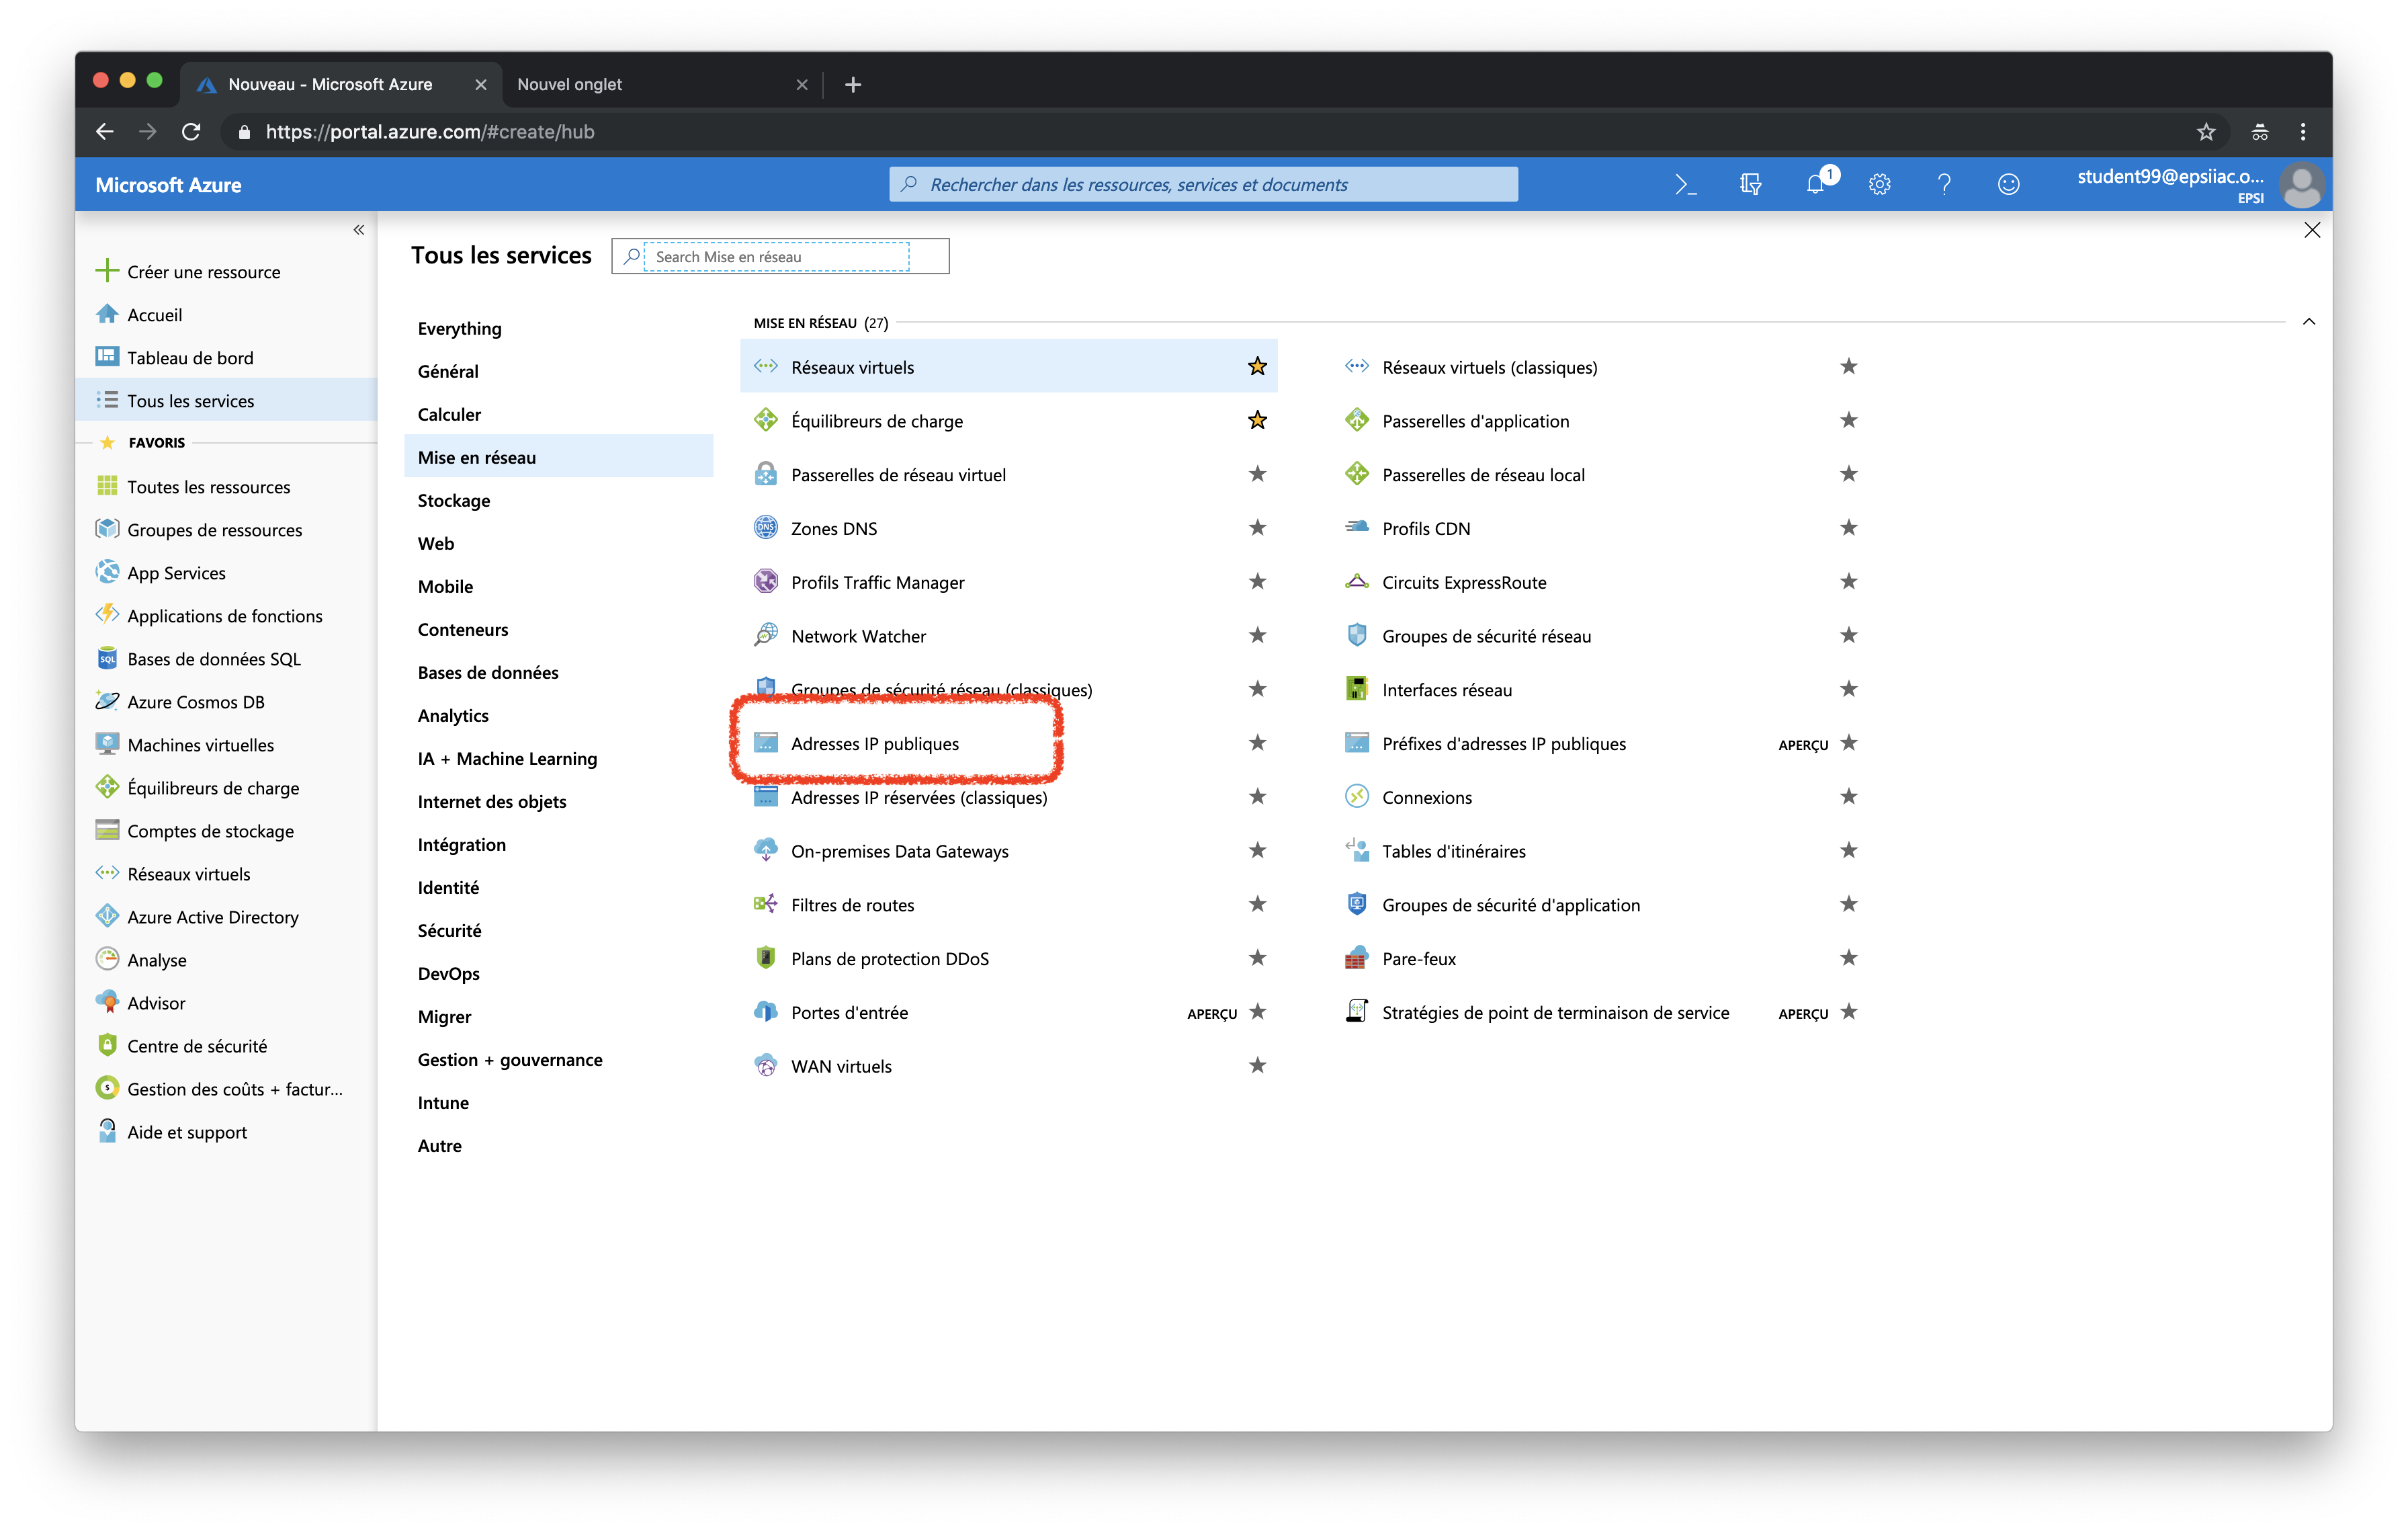 Nouveau - Microsoft Azure
Nouvel onglet
https://portal.azure.com/#create/hub
Microsoft Azure
Rechercher dans les ressources, services et documents
1
student99@epsiiac.o...
EPSI
Créer une ressource
Accueil
Tableau de bord
Tous les services
FAVORIS
Toutes les ressources
Groupes de ressources
App Services
Applications de fonctions
SQL
Bases de données SQL
Azure Cosmos DB
Machines virtuelles
Équilibreurs de charge
Comptes de stockage
Réseaux virtuels
Azure Active Directory
Analyse
Advisor
Centre de sécurité
Gestion des coûts + factur...
Aide et support
Tous les services
Search Mise en réseau
Everything
Général
Calculer
Mise en réseau
Stockage
Web
Mobile
Conteneurs
Bases de données
Analytics
IA + Machine Learning
Internet des objets
Intégration
Identité
Sécurité
DevOps
Migrer
Gestion + gouvernance
Intune
Autre
MISE EN RÉSEAU (27)
Réseaux virtuels
Réseaux virtuels (classiques)
Équilibreurs de charge
Passerelles d'application
Passerelles de réseau virtuel
Passerelles de réseau local
DNS
Zones DNS
Profils CDN
Profils Traffic Manager
Circuits ExpressRoute
Network Watcher
Groupes de sécurité réseau
Groupes de sécurité réseau (classiques)
Interfaces réseau
Adresses IP publiques
Préfixes d'adresses IP publiques APERÇU
Adresses IP réservées (classiques)
Connexions
On-premises Data Gateways
Tables d'itinéraires
Filtres de routes
Groupes de sécurité d'application
Plans de protection DDoS
Pare-feux
Portes d'entrée APERÇU
Stratégies de point de terminaison de service APERÇU
WAN virtuels